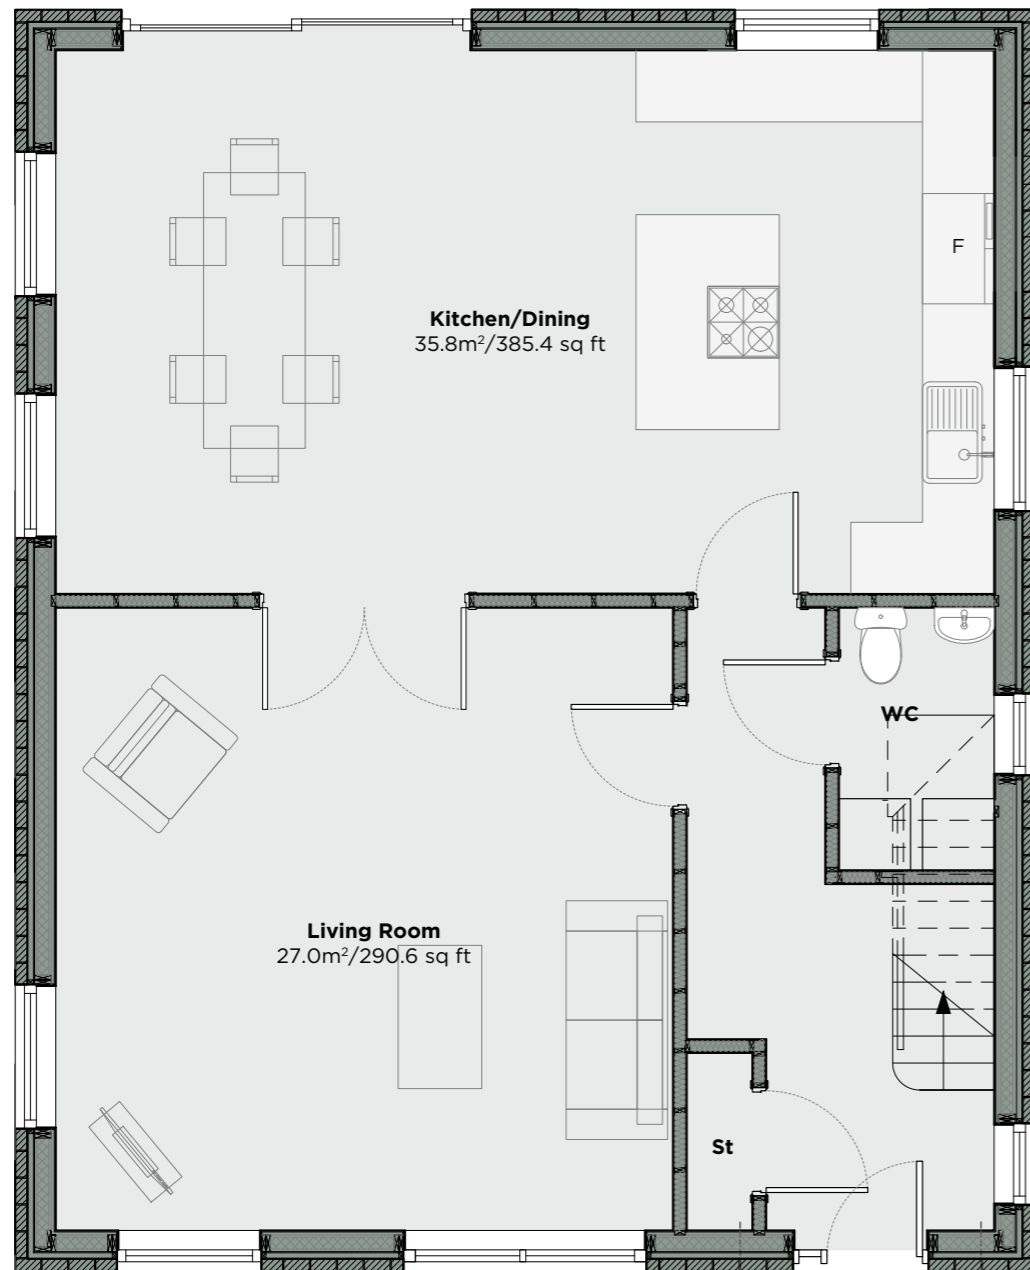 F
Kitchen/Dining
35.8m²/385.4 sq ft
WC
Living Room
27.0m²/290.6 sq ft
St